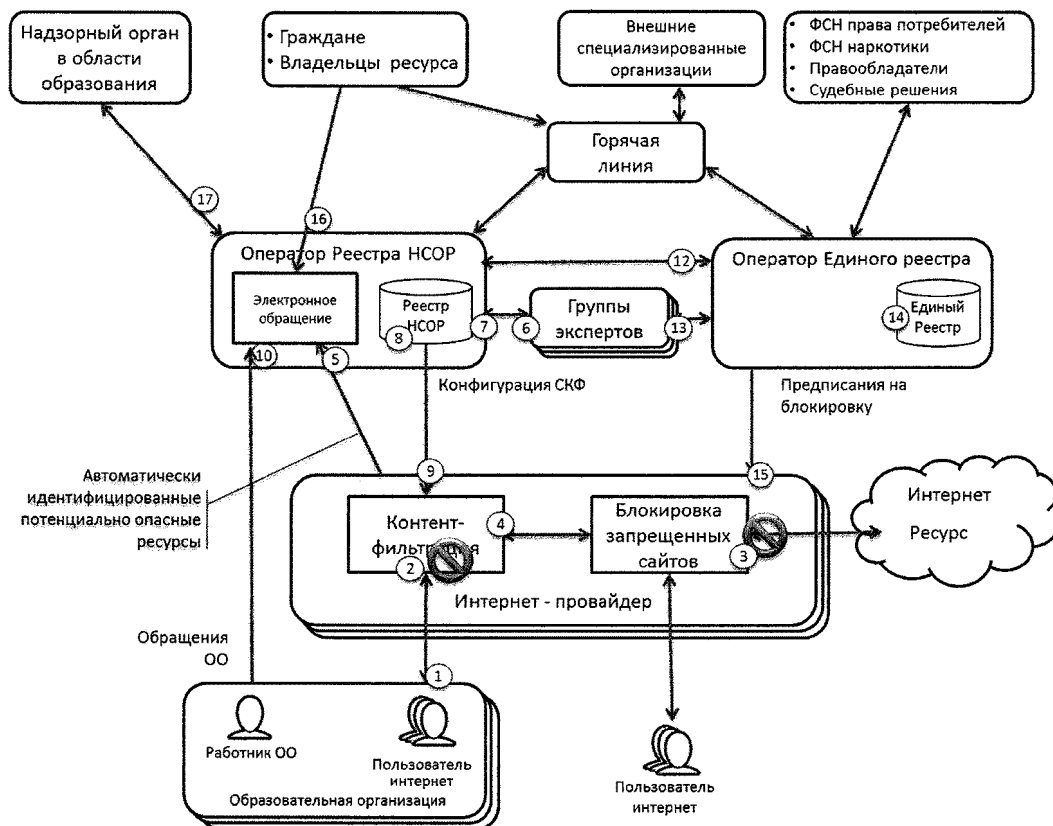 Надзорный орган
в области
образования
• Граждане
• Владельцы ресурса
Внешние
специализированные
организации
• ФСН права потребителей
• ФСН наркотики
• Правообладатели
• Судебные решения
Горячая
линия
17
16
Оператор Реестра НСОР
12
Оператор Единого реестра
Электронное
обращение
Реестр
НСОР
8
7
6
Группы
экспертов
13
14
Единый
Реестр
10
5
Конфигурация СКФ
Предписания на
блокировку
Автоматически
идентифицированные
потенциально опасные
ресурсы
9
15
Контент-
фильтрация
2
4
Блокировка
запрещенных
сайтов
3
Интернет
Ресурс
Интернет - провайдер
Обращения
ОО
1
Работник ОО
Пользователь
интернет
Образовательная организация
Пользователь
интернет